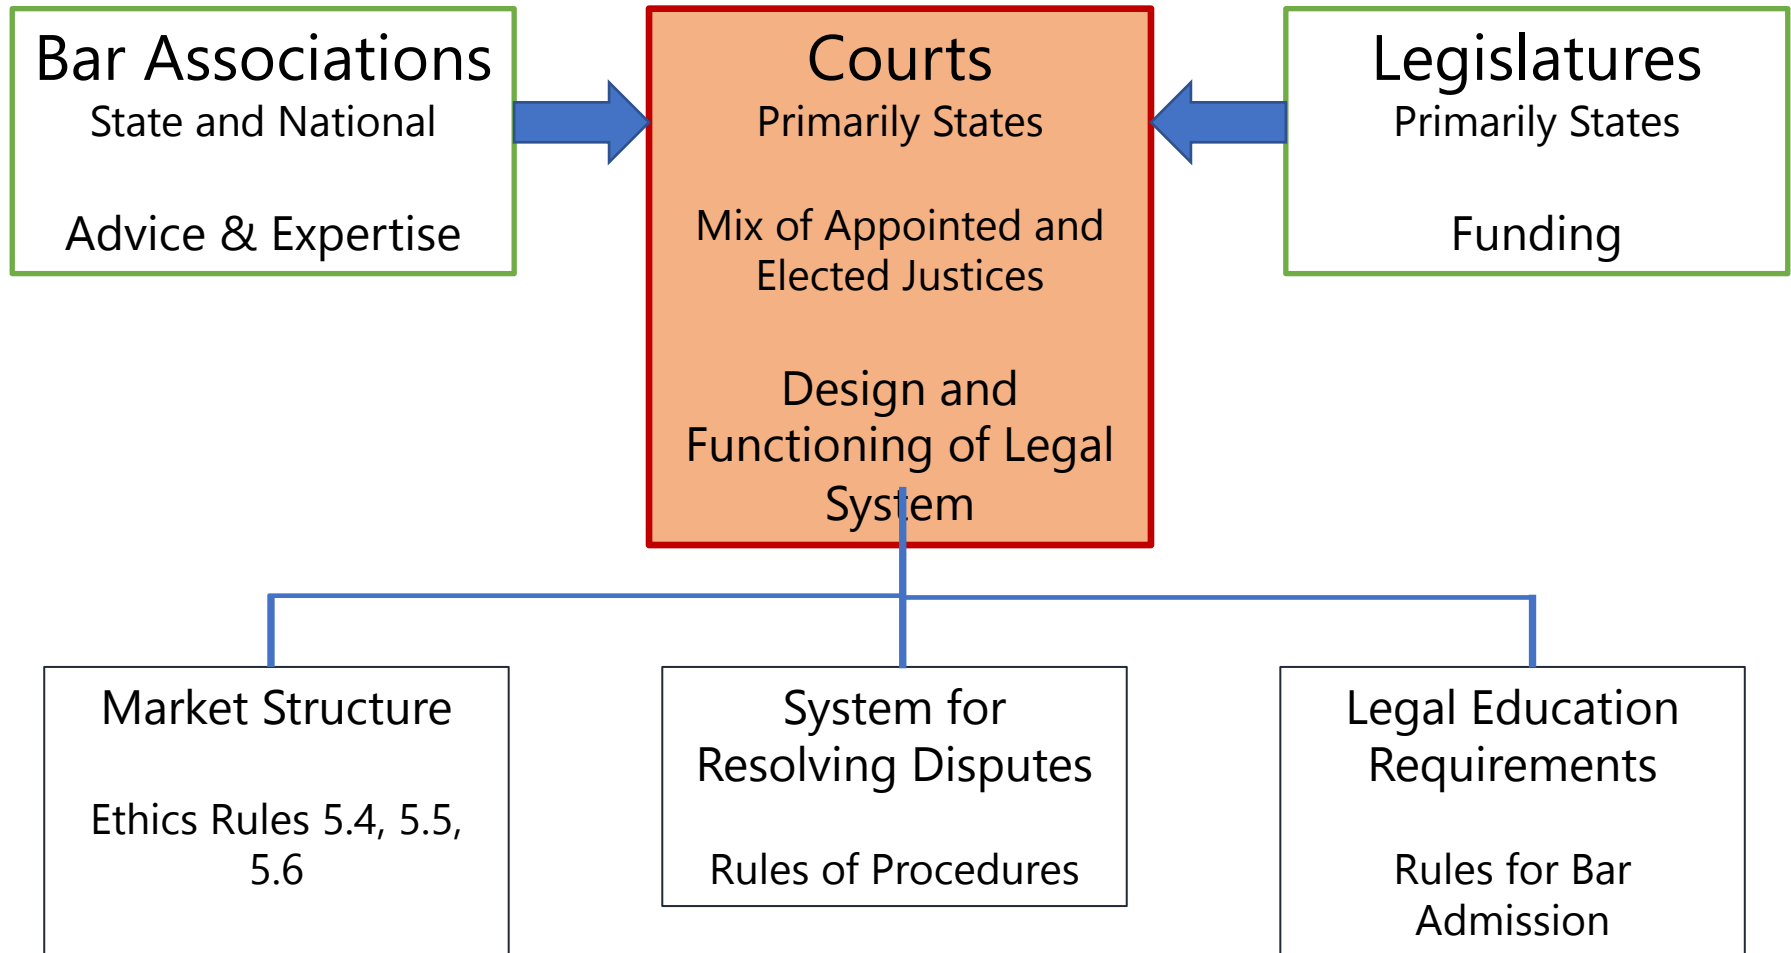 Bar Associations
State and National
Advice & Expertise
Courts
Primarily States
Mix of Appointed and
Elected Justices
Design and
Functioning of Legal
System
Legislatures
Primarily States
Funding
Market Structure
Ethics Rules 5.4, 5.5,
5.6
System for
Resolving Disputes
Rules of Procedures
Legal Education
Requirements
Rules for Bar
Admission